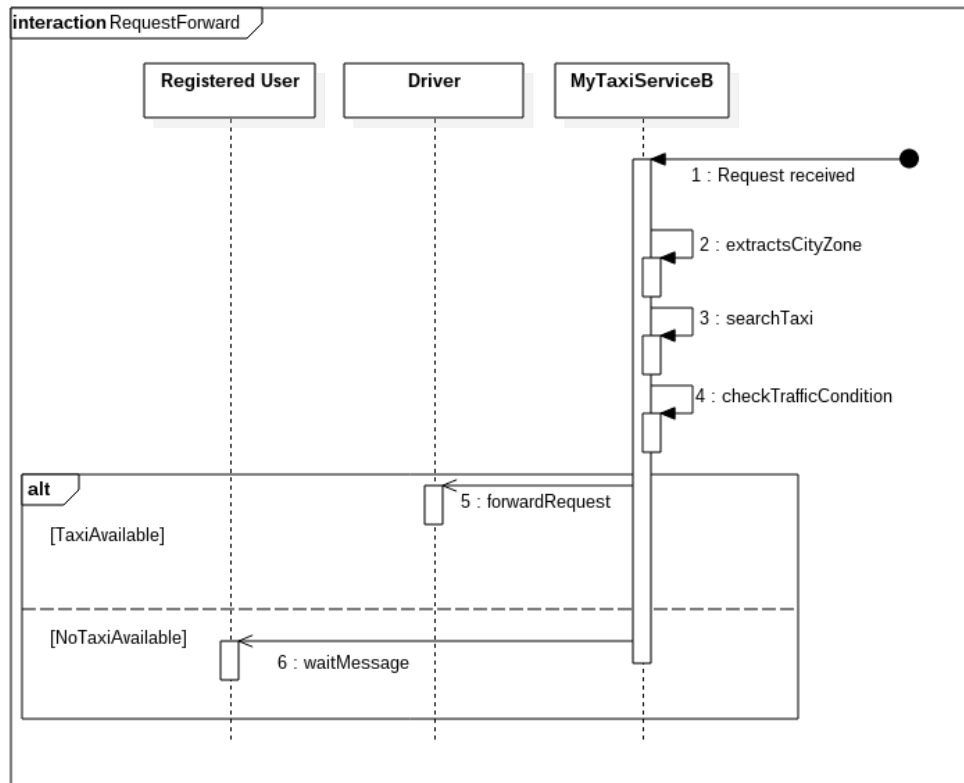 interaction RequestForward
Registered User
Driver
MyTaxiServiceB
1 : Request received
2 : extractsCityZone
3 : searchTaxi
4 : checkTrafficCondition
alt
5 : forwardRequest
[TaxiAvailable]
[NoTaxiAvailable]
6 : waitMessage